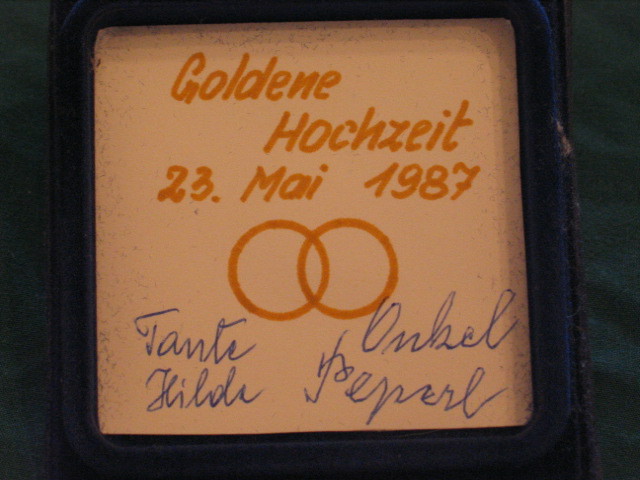 Goldene
Hochzeit
23. Mai 1987
Tante Onkel
Hilde Peperl